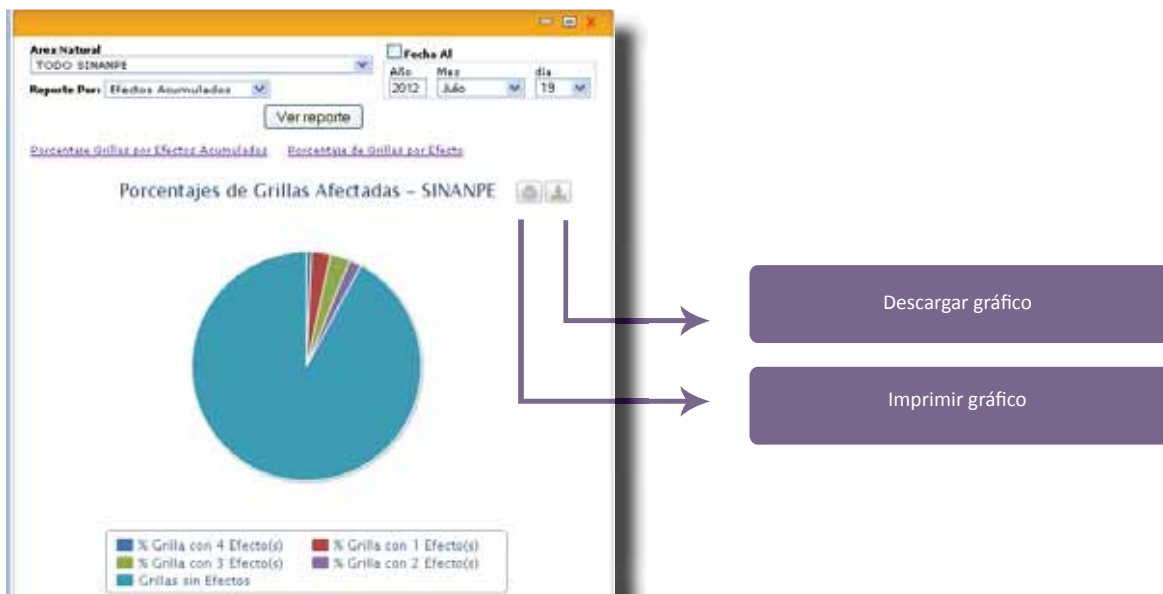 Area Natural
TODO SINANPE
Fecha Al
Año Mes dia
2012 Julio 19
Reporte Por: Efectos Acumulados
Ver reporte
Porcentaje Grillas por Efectos Acumulados Porcentaje de Grillas por Efecto
Porcentajes de Grillas Afectadas - SINANPE
Descargar gráfico
Imprimir gráfico
% Grilla con 4 Efecto(s) % Grilla con 1 Efecto(s)
% Grilla con 3 Efecto(s) % Grilla con 2 Efecto(s)
Grillas sin Efectos